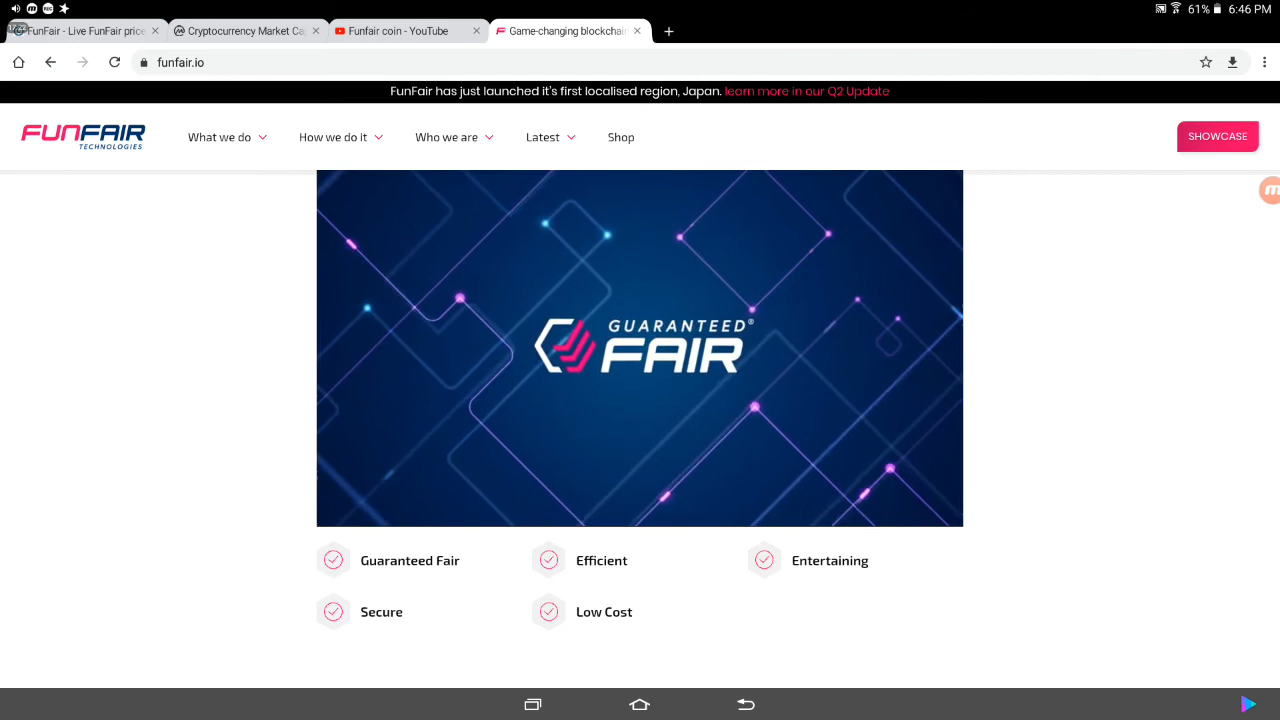 61% 6:46 PM
FunFair - Live FunFair price
Cryptocurrency Market Ca
Funfair coin - YouTube
Game-changing blockchain
funfair.io
FunFair has just launched it's first localised region, Japan. learn more in our Q2 Update
FUNFAIR
TECHNOLOGIES
What we do
How we do it
Who we are
Latest
Shop
SHOWCASE
GUARANTEED®
FAIR
Guaranteed Fair
Efficient
Entertaining
Secure
Low Cost